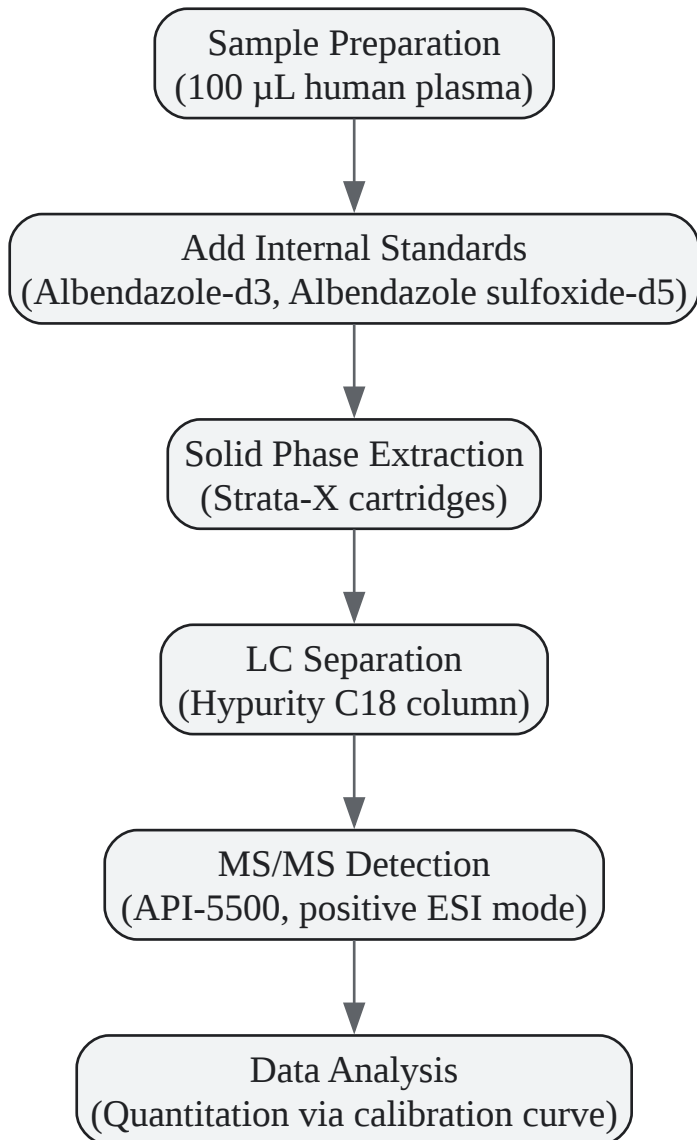 Sample Preparation
(100 µL human plasma)
Add Internal Standards
(Albendazole-d3, Albendazole sulfoxide-d5)
Solid Phase Extraction
(Strata-X cartridges)
LC Separation
(Hypurity C18 column)
MS/MS Detection
(API-5500, positive ESI mode)
Data Analysis
(Quantitation via calibration curve)